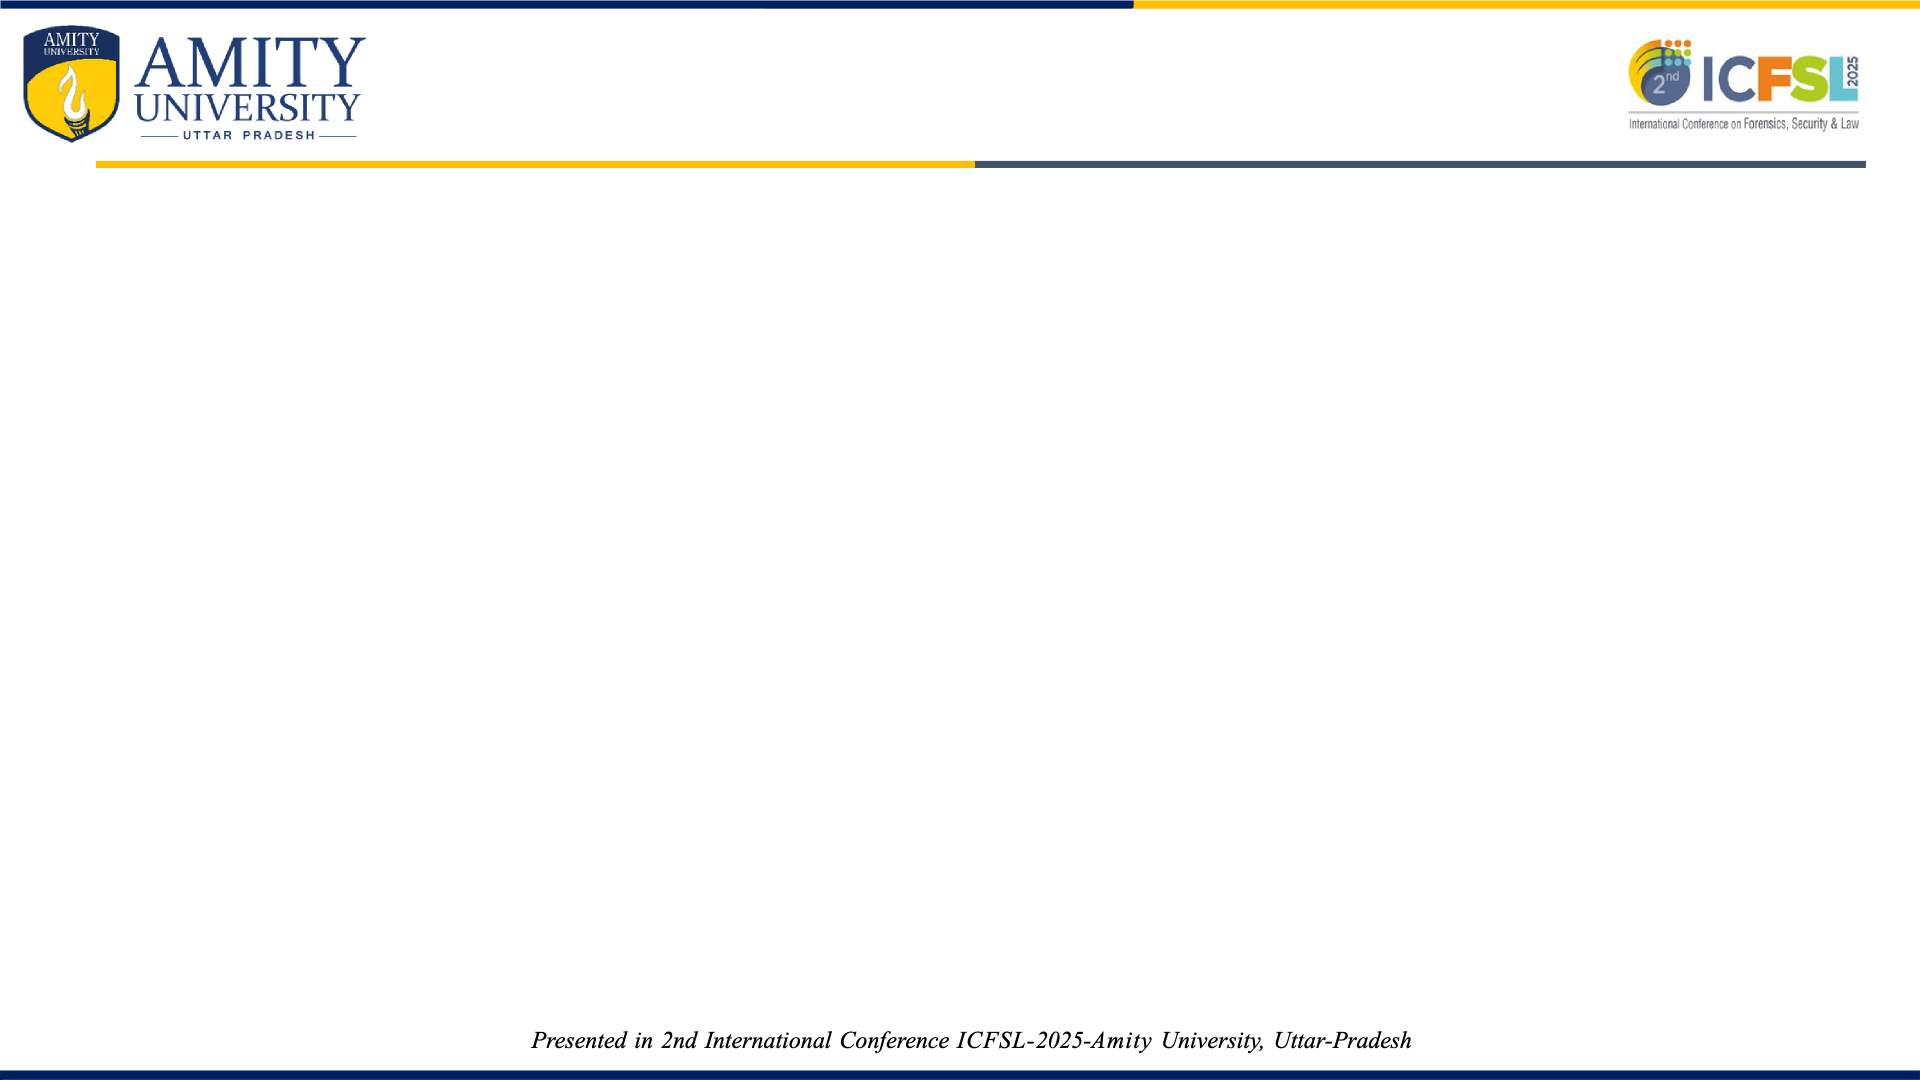 AMITY
UNIVERSITY
AMITY
UNIVERSITY
UTTAR PRADESH
2nd
ICFSL
2025
International Conference on Forensics, Security & Law
Presented in 2nd International Conference ICFSL-2025-Amity University, Uttar-Pradesh